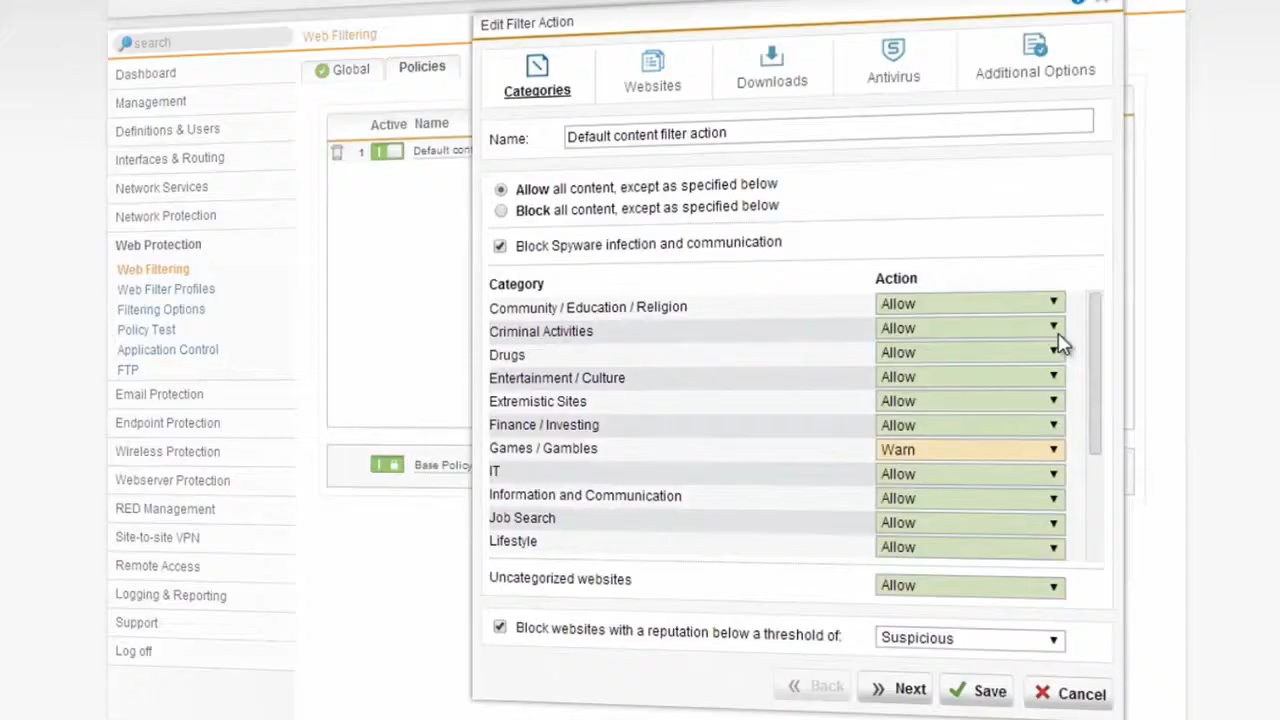 search
Dashboard
Management
Definitions & Users
Interfaces & Routing
Network Services
Network Protection
Web Protection
Web Filtering
Web Filter Profiles
Filtering Options
Policy Test
Application Control
FTP
Email Protection
Endpoint Protection
Wireless Protection
Webserver Protection
RED Management
Site-to-site VPN
Remote Access
Logging & Reporting
Support
Log off
Web Filtering
Global Policies
Active Name
1 Default cont
Base Policy
Edit Filter Action
Categories Websites Downloads Antivirus Additional Options
Name: Default content filter action
Allow all content, except as specified below
Block all content, except as specified below
Block Spyware infection and communication
Category Action
Community / Education / Religion Allow
Criminal Activities Allow
Drugs Allow
Entertainment / Culture Allow
Extremistic Sites Allow
Finance / Investing Allow
Games / Gambles Warn
IT Allow
Information and Communication Allow
Job Search Allow
Lifestyle Allow
Uncategorized websites Allow
Block websites with a reputation below a threshold of: Suspicious
Back Next Save Cancel